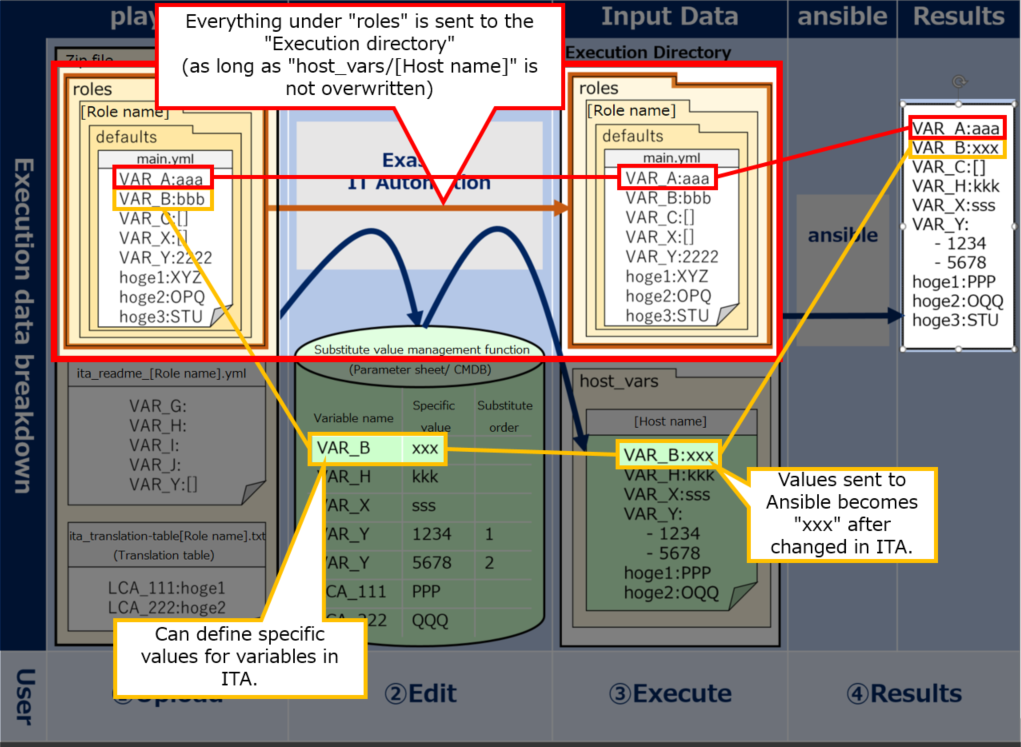 play
Input Data
ansible
Results
Everything under "roles" is sent to the
"Execution directory"
(as long as "host_vars/[Host name]" is
not overwritten)
Execution data breakdown
Zip file
roles
[Role name]
defaults
main.yml
VAR_A:aaa
VAR_B:bbb
VAR_C:[]
VAR_X:[]
VAR_Y:2222
hoge1:XYZ
hoge2:OPQ
hoge3:STU
ita_readme_[Role name].yml
VAR_G:
VAR_H:
VAR_I:
VAR_J:
VAR_Y:[]
ita_translation-table[Role name].txt
(Translation table)
LCA_111:hoge1
LCA_222:hoge2
Exas
IT Automation
Substitute value management function
(Parameter sheet/ CMDB)
Variable name
Specific
value
Substitute
order
VAR_B xxx
VAR_H kkk
VAR_X sss
VAR_Y 1234 1
VAR_Y 5678 2
LCA_111 PPP
222 QQQ
Can define specific
values for variables in
ITA.
Execution Directory
roles
[Role name]
defaults
main.yml
VAR_A:aaa
VAR_B:bbb
VAR_C:[]
VAR_X:[]
VAR_Y:2222
hoge1:XYZ
hoge2:OPQ
hoge3:STU
host_vars
[Host name]
VAR_B:xxx
VAR_H:kkk
VAR_X:sss
VAR_Y:
- 1234
- 5678
hoge1:PPP
hoge2:OQQ
Values sent to
Ansible becomes
"xxx" after
changed in ITA.
ansible
VAR_A:aaa
VAR_B:xxx
VAR_C:[]
VAR_H:kkk
VAR_X:sss
VAR_Y:
- 1234
- 5678
hoge1:PPP
hoge2:OQQ
hoge3:STU
User
①Upload
②Edit
③Execute
④Results